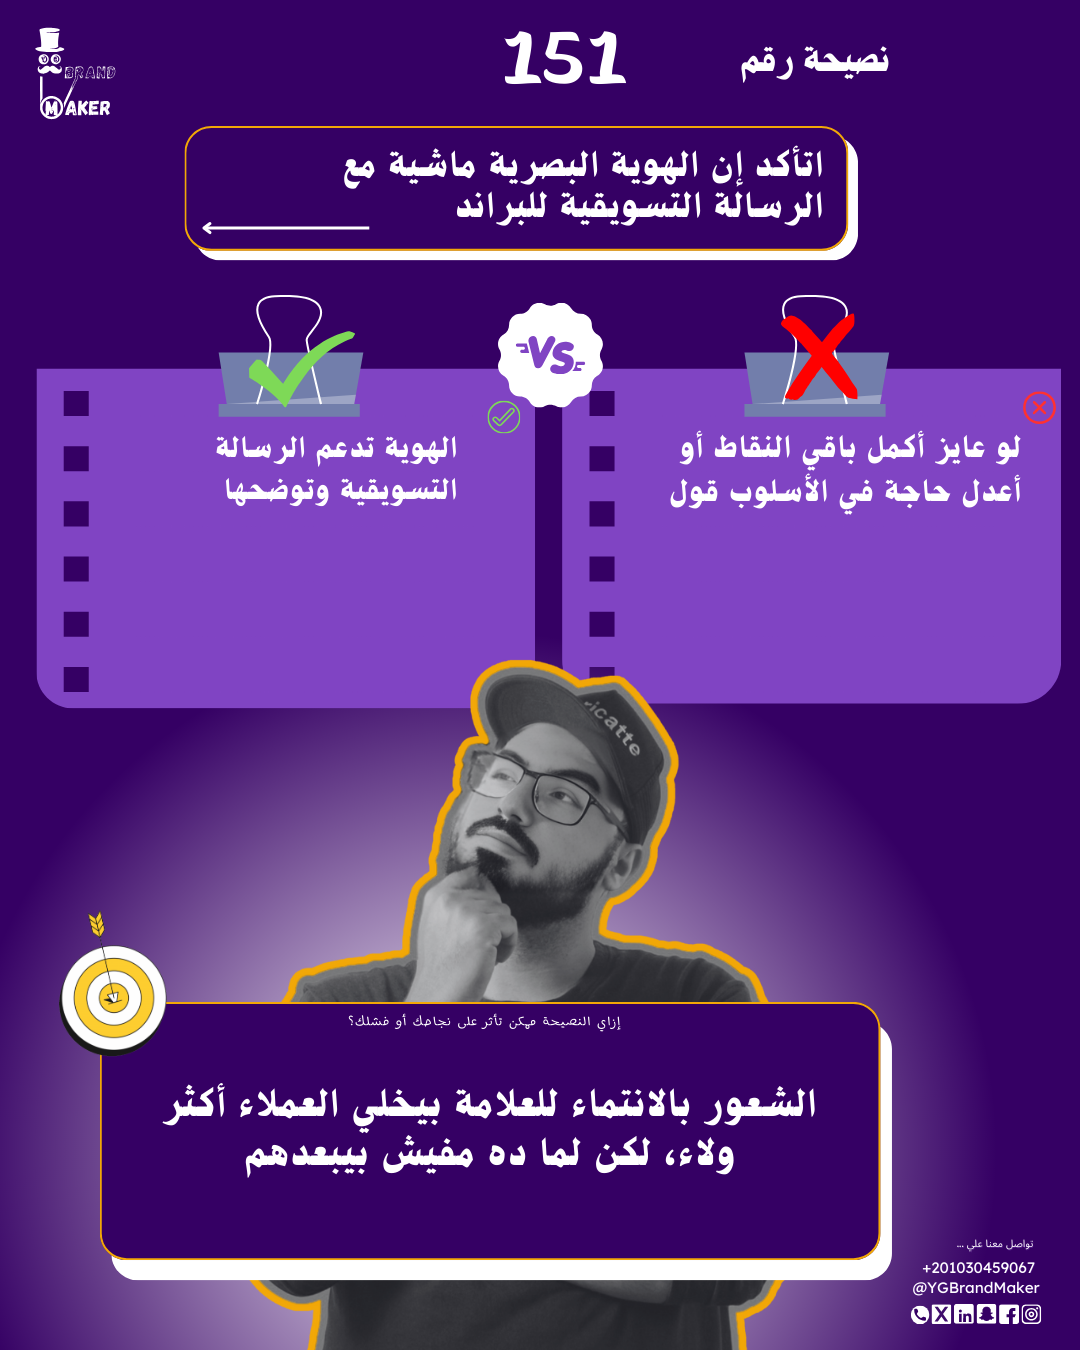 نصيحة رقم 151
BRAND
MAKER
اتأكد إن الهوية البصرية ماشية مع
الرسالة التسويقية للبراند
VS
لو عايز أكمل باقي النقاط أو
أعدل حاجة في الأسلوب قول
الهوية تدعم الرسالة
التسويقية وتوضحها
icatte
إزاي النصيحة ممكن تأثر على نجاحك أو فشلك؟
الشعور بالانتماء للعلامة بيخلي العملاء أكثر
ولاء، لكن لما ده مفيش بيبعدهم
تواصل معنا علي ...
+201030459067
@YGBrandMaker